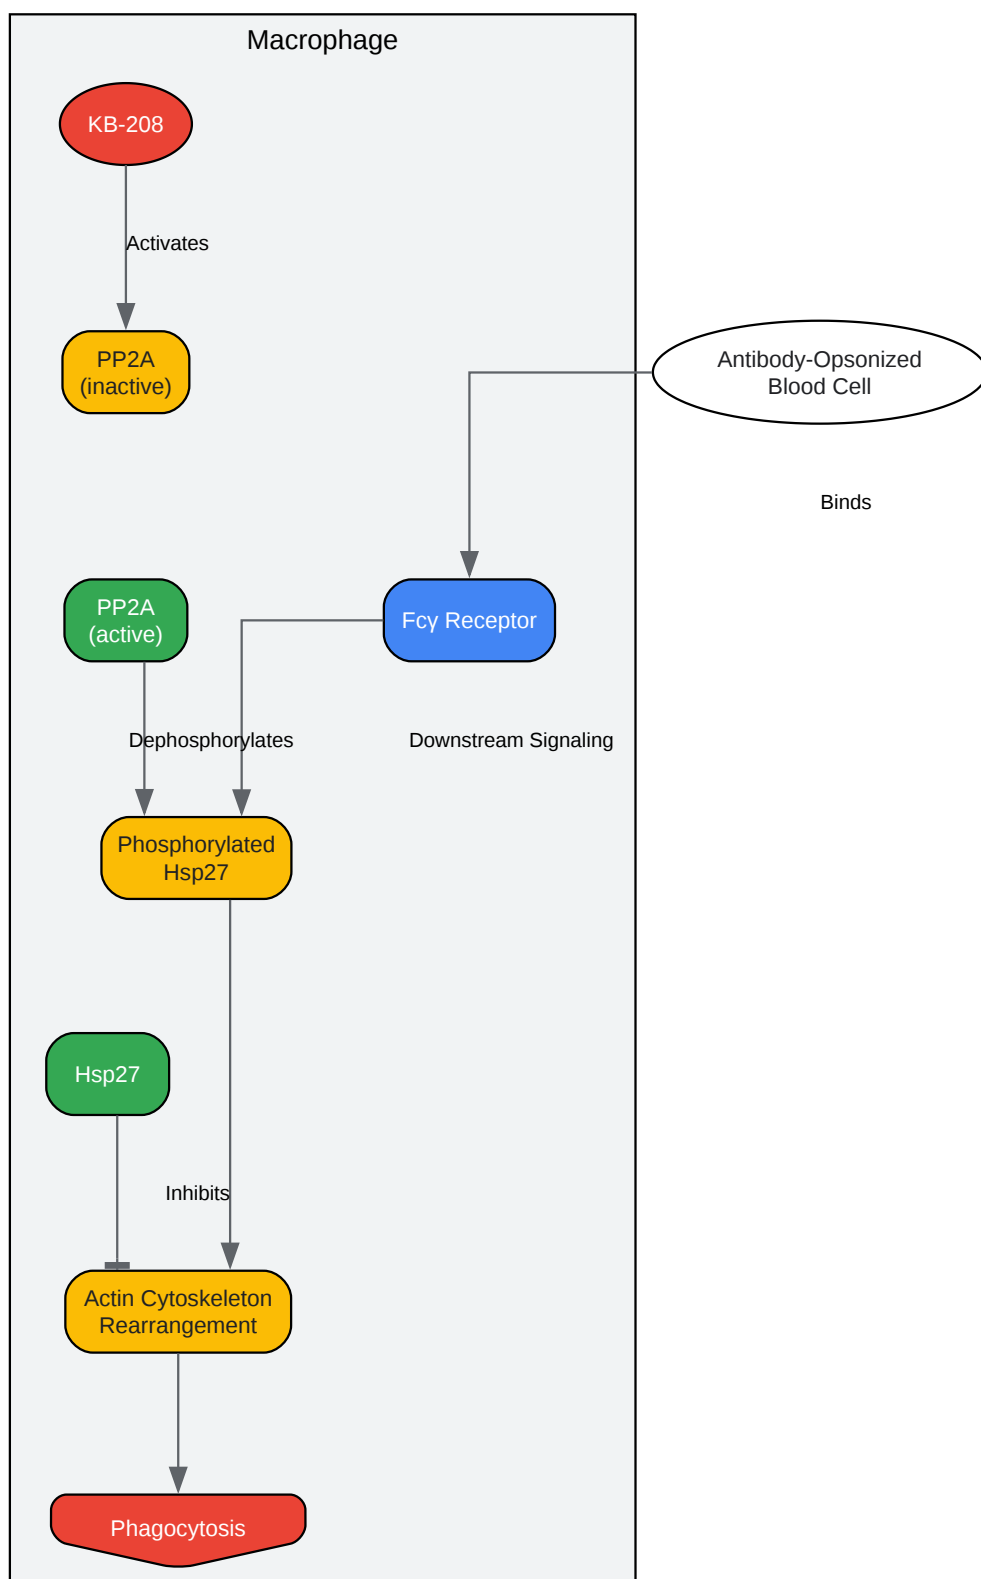 Macrophage
KB-208
Activates
PP2A
(inactive)
Antibody-Opsonized
Blood Cell
Binds
PP2A
(active)
Fcγ Receptor
Dephosphorylates
Downstream Signaling
Phosphorylated
Hsp27
Hsp27
Inhibits
Actin Cytoskeleton
Rearrangement
Phagocytosis